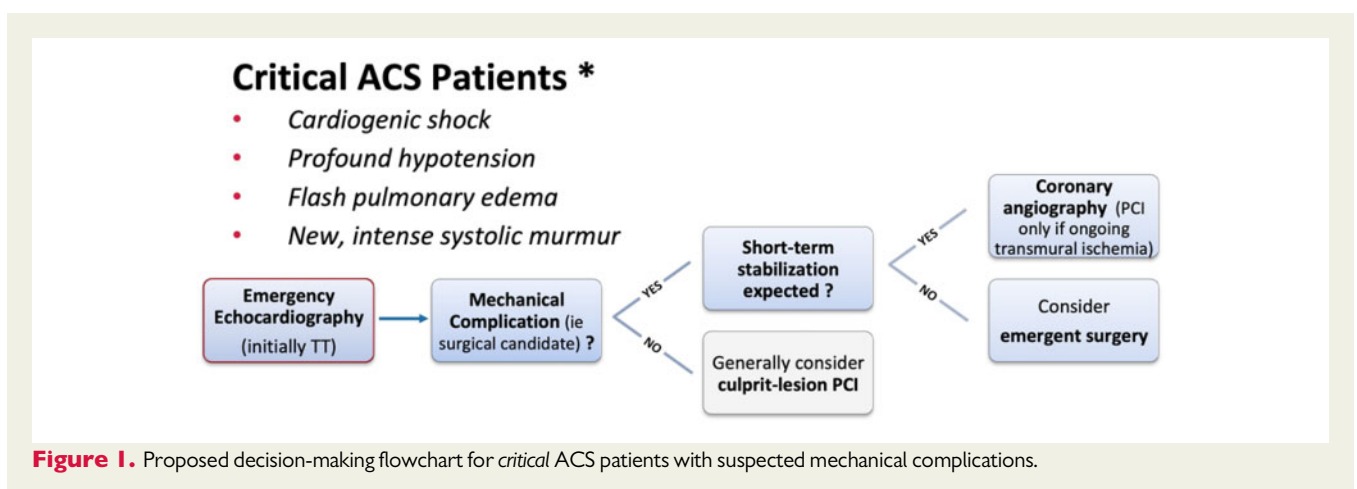 Critical ACS Patients *
• Cardiogenic shock
• Profound hypotension
• Flash pulmonary edema
• New, intense systolic murmur
Emergency
Echocardiography
(initially TT)
Mechanical
Complication (ie
surgical candidate) ?
YES
NO
Short-term
stabilization
expected ?
Generally consider
culprit-lesion PCI
YES
NO
Coronary
angiography (PCI
only if ongoing
transmural ischemia)
Consider
emergent surgery
Figure 1. Proposed decision-making flowchart for critical ACS patients with suspected mechanical complications.